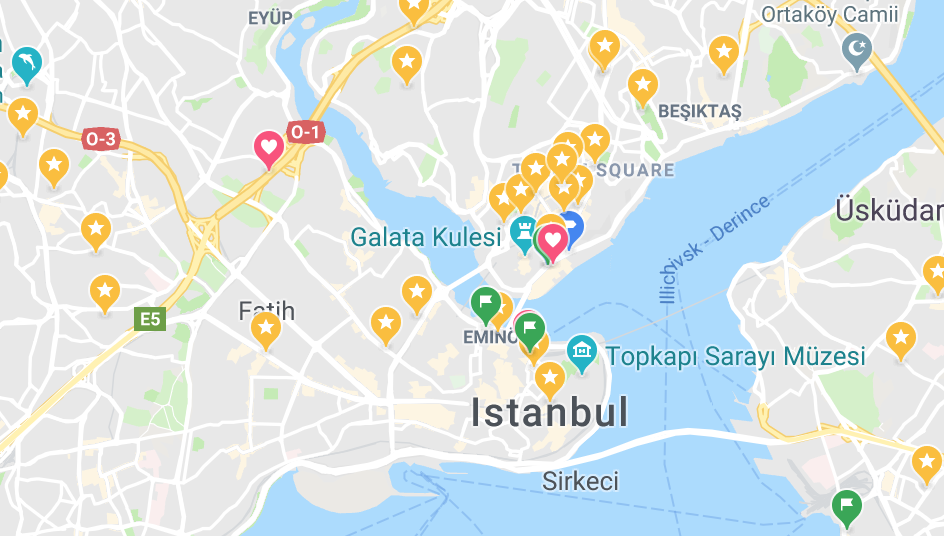 EYÜP
Ortaköy Camii
BEŞIKTAŞ
O-1
O-3
SQUARE
Üsküdar
Galata Kulesi
Illichivsk - Derince
E5
Fatih
EMINÖ
Topkapı Sarayı Müzesi
Istanbul
Sirkeci